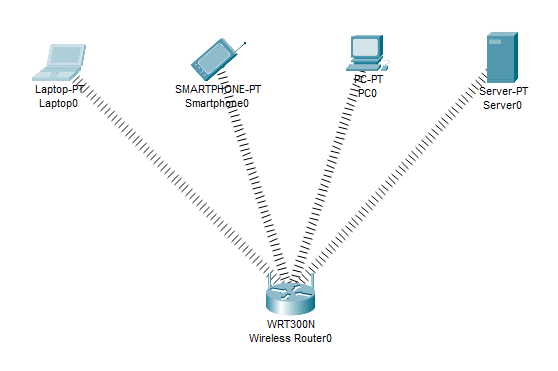 Laptop-PT
Laptop0
SMARTPHONE-PT
Smartphone0
PC-PT
PC0
Server-PT
Server0
WRT300N
Wireless Router0